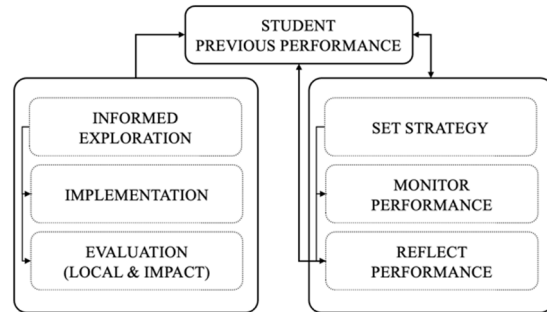 STUDENT
PREVIOUS PERFORMANCE
INFORMED
EXPLORATION
IMPLEMENTATION
EVALUATION
(LOCAL & IMPACT)
SET STRATEGY
MONITOR
PERFORMANCE
REFLECT
PERFORMANCE